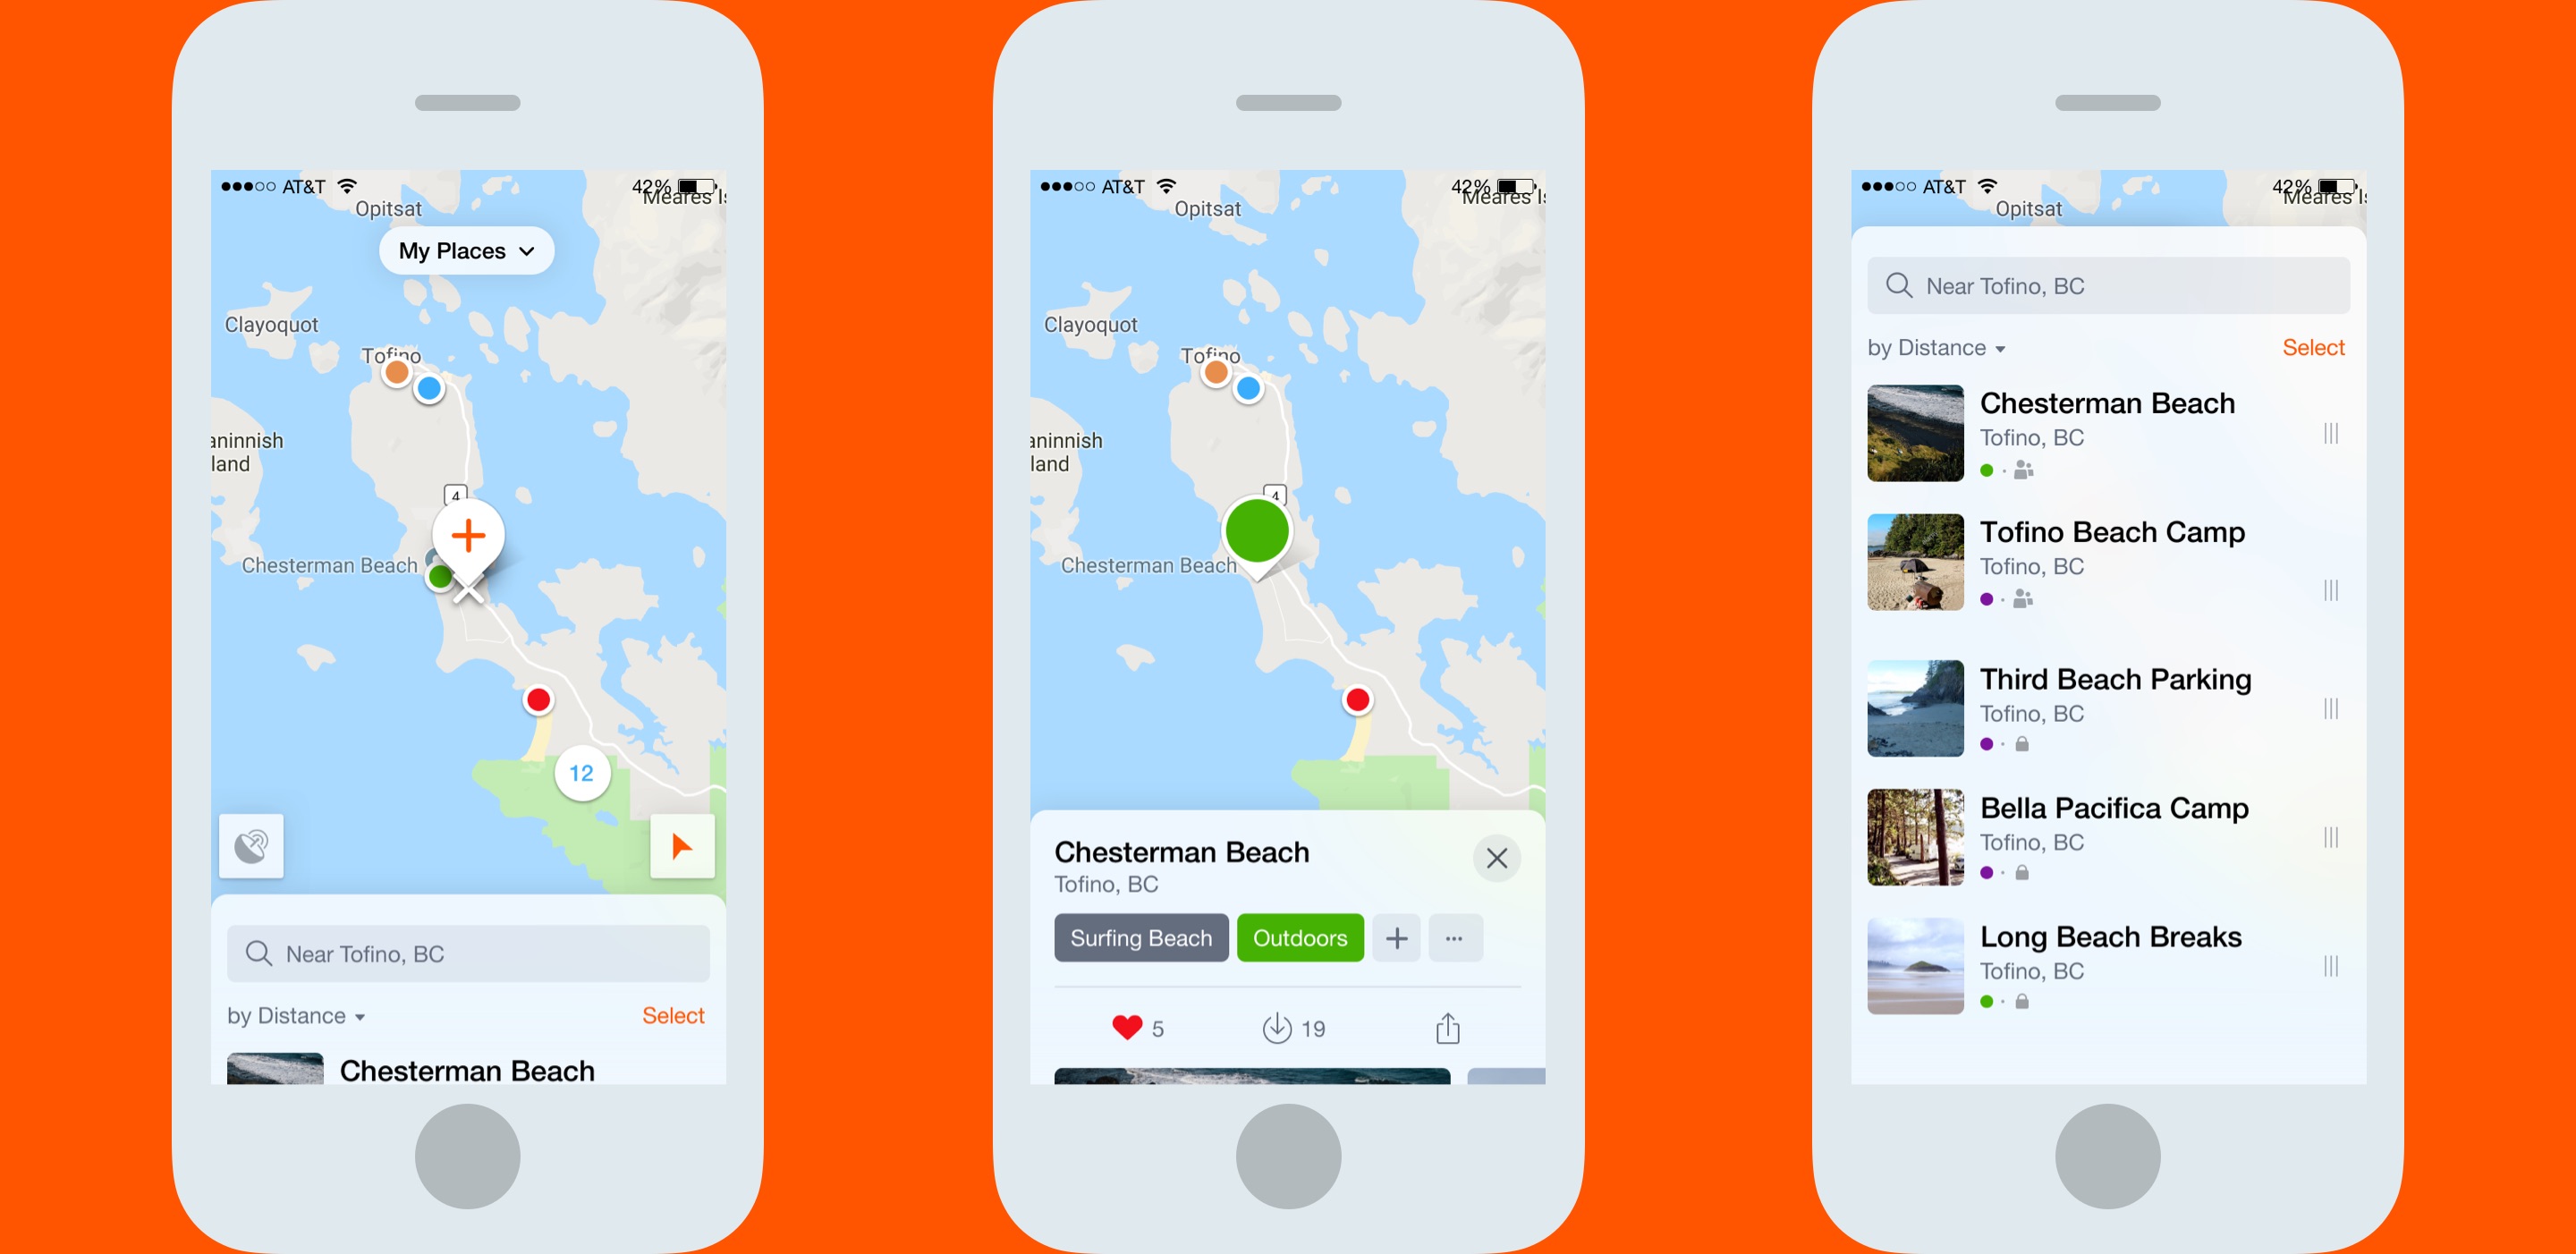 AT&T 42%
Meares Is
Opitsat
My Places
Clayoquot
Tofino
aninnish
land
4
Chesterman Beach
12
Near Tofino, BC
by Distance Select
Chesterman Beach
AT&T 42%
Meares Is
Opitsat
Clayoquot
Tofino
aninnish
land
4
Chesterman Beach
Chesterman Beach
Tofino, BC
Surfing Beach Outdoors + ...
5 19
AT&T 42%
Meares Is
Opitsat
Near Tofino, BC
by Distance Select
Chesterman Beach
Tofino, BC
Tofino Beach Camp
Tofino, BC
Third Beach Parking
Tofino, BC
Bella Pacifica Camp
Tofino, BC
Long Beach Breaks
Tofino, BC